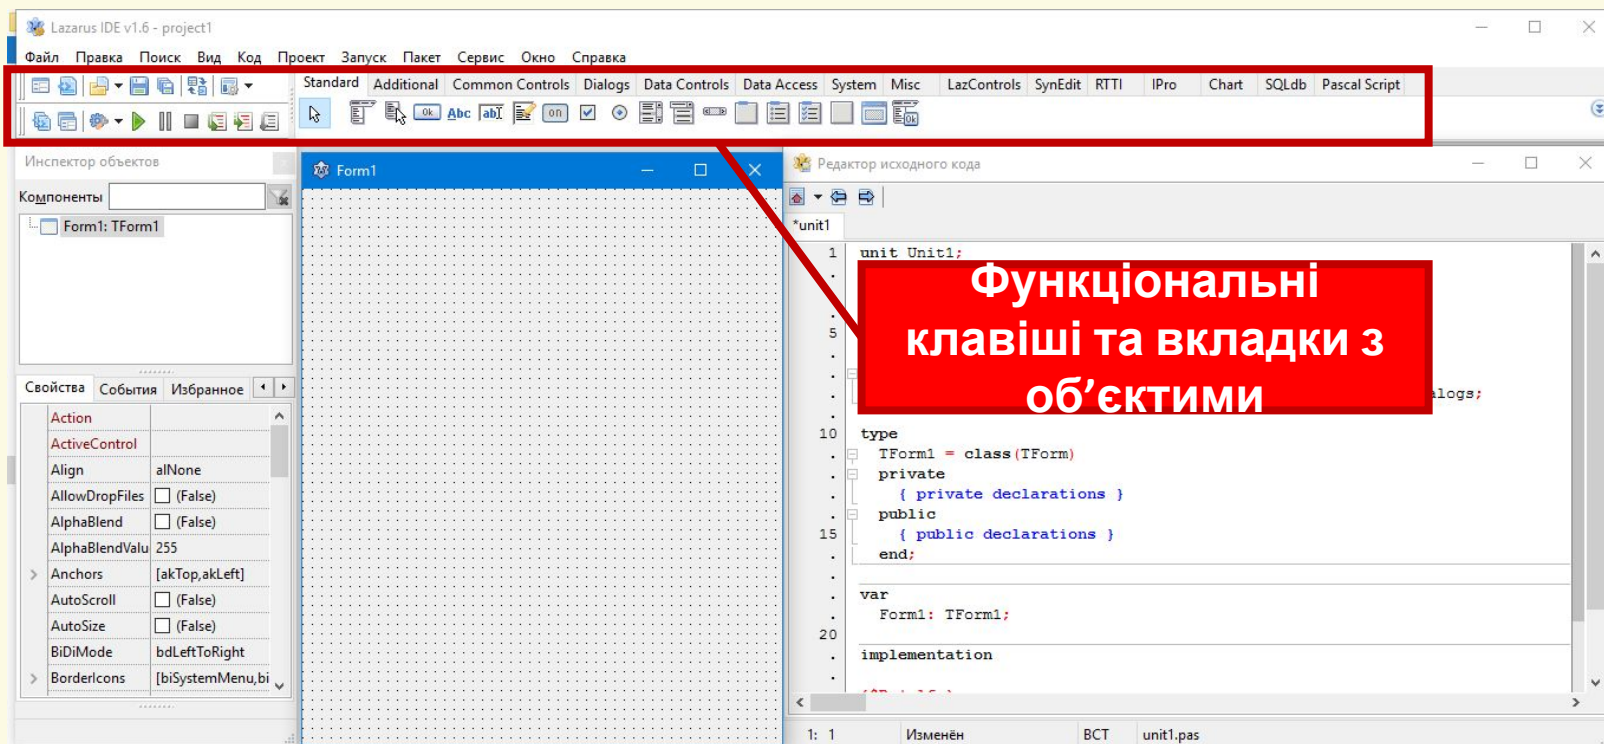 Lazarus IDE v1.6 - project1
Файл Правка Поиск Вид Код Проект Запуск Пакет Сервис Окно Справка
Standard Additional Common Controls Dialogs Data Controls Data Access System Misc LazControls SynEdit RTTI IPro Chart SQLdb Pascal Script
Ok Abc abI on
Инспектор объектов
Компоненты
Form1: TForm1
Свойства События Избранное
Action
ActiveControl
Align alNone
AllowDropFiles (False)
AlphaBlend (False)
AlphaBlendValu 255
Anchors [akTop,akLeft]
AutoScroll (False)
AutoSize (False)
BiDiMode bdLeftToRight
BorderIcons [biSystemMenu,bi
Form1
Редактор исходного кода
*unit1
1 unit Unit1;
5
alogs;
10 type
TForm1 = class(TForm)
private
{ private declarations }
public
15 { public declarations }
end;
var
Form1: TForm1;
20
implementation
1: 1 Изменён ВСТ unit1.pas
Функціональні
клавіші та вкладки з
об’єктими